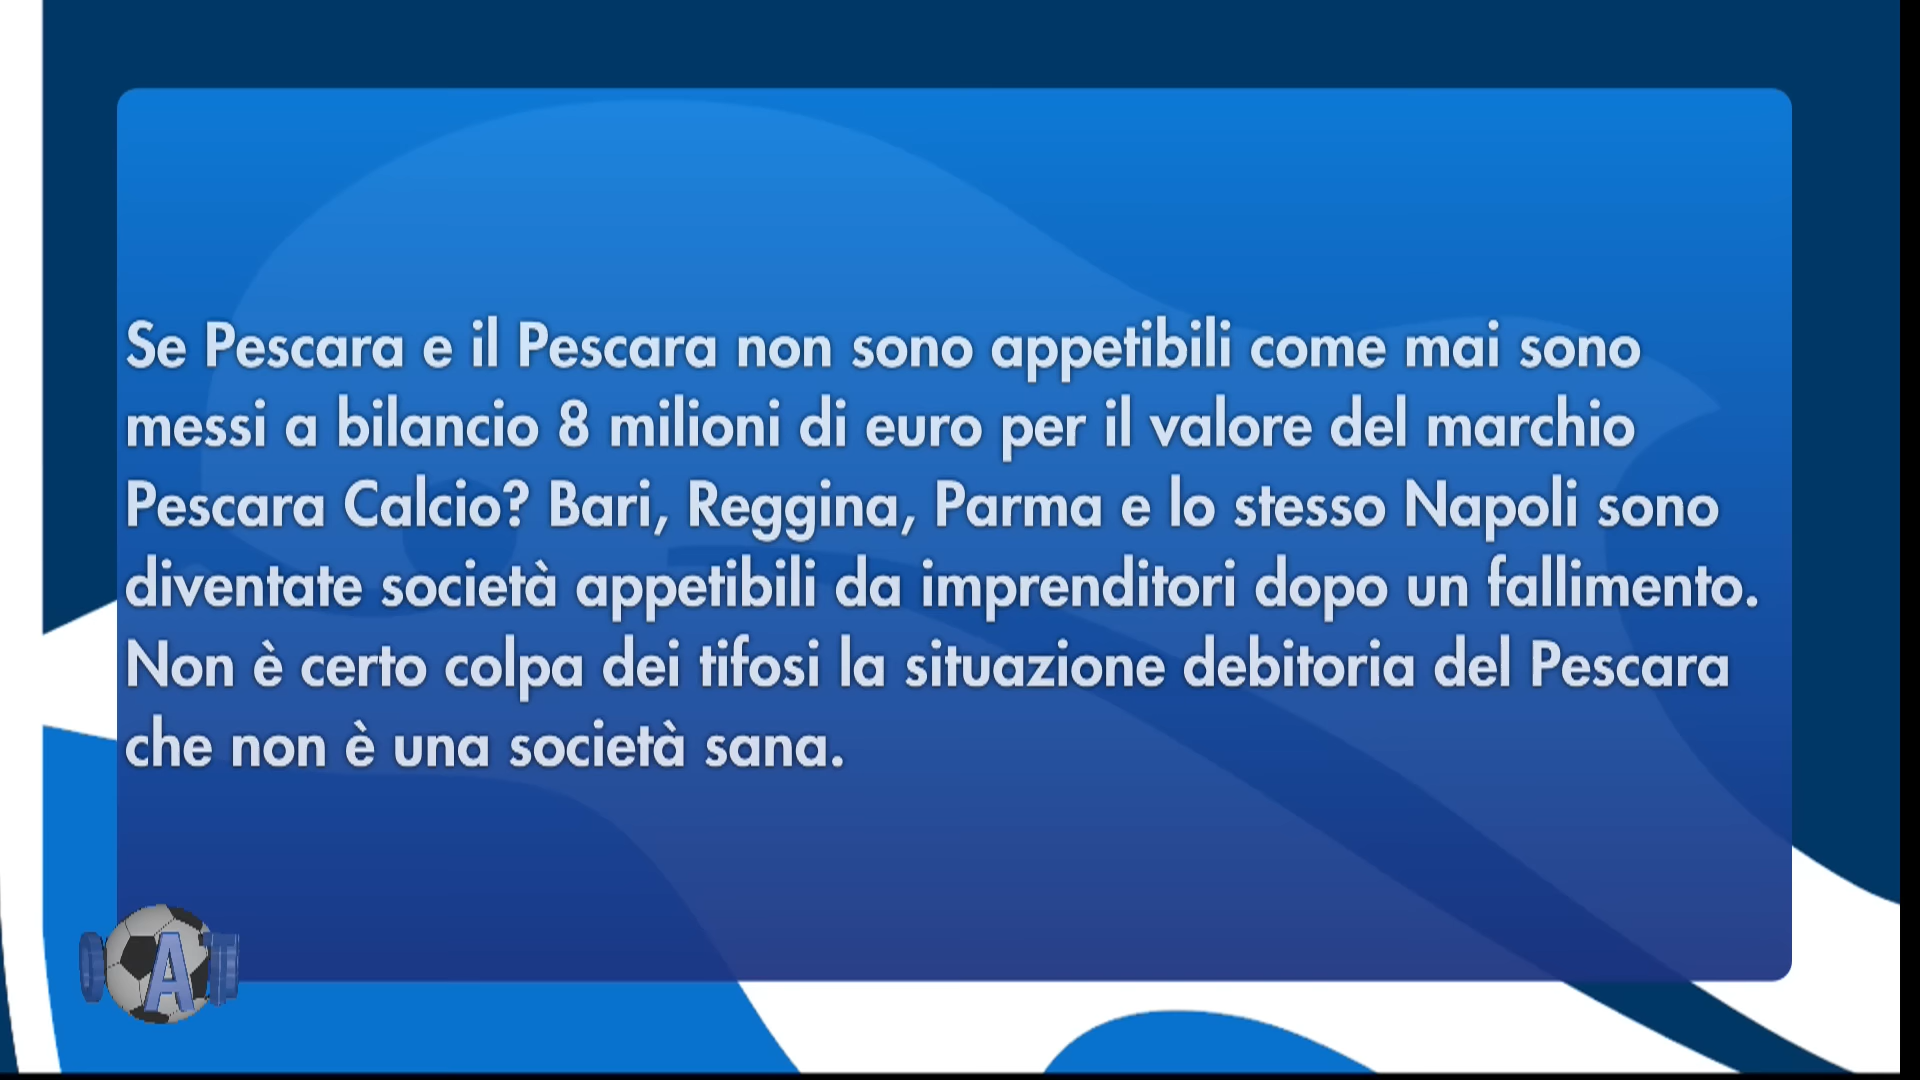 Se Pescara e il Pescara non sono appetibili come mai sono
messi a bilancio 8 milioni di euro per il valore del marchio
Pescara Calcio? Bari, Reggina, Parma e lo stesso Napoli sono
diventate società appetibili da imprenditori dopo un fallimento.
Non è certo colpa dei tifosi la situazione debitoria del Pescara
che non è una società sana.
A